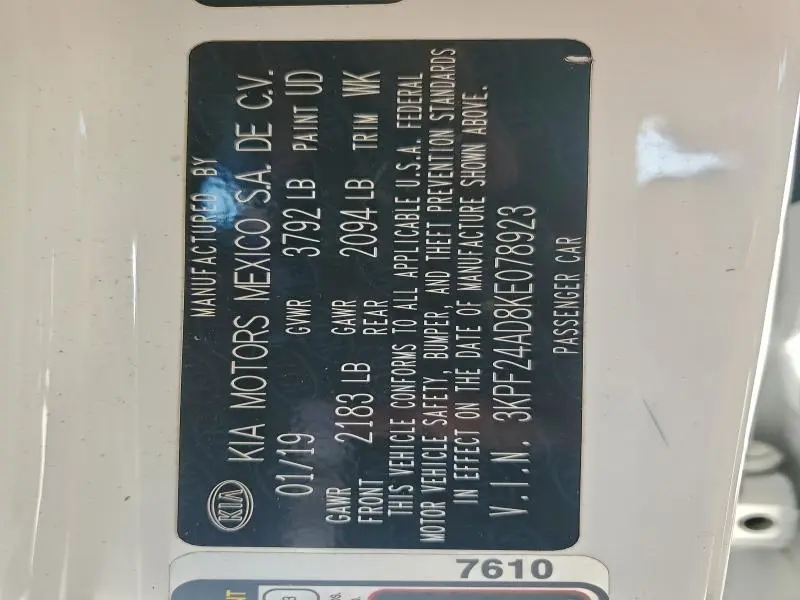 MANUFACTURED BY
KIA KIA MOTORS MEXICO S.A. DE C.V.
01/19 GVWR 3792 LB PAINT UD
GAWR FRONT 2183 LB GAWR REAR 2094 LB TRIM WK
THIS VEHICLE CONFORMS TO ALL APPLICABLE U.S.A. FEDERAL
MOTOR VEHICLE SAFETY, BUMPER, AND THEFT PREVENTION STANDARDS
IN EFFECT ON THE DATE OF MANUFACTURE SHOWN ABOVE.
V.I.N. 3KPF24AD8KE078923
PASSENGER CAR
7610